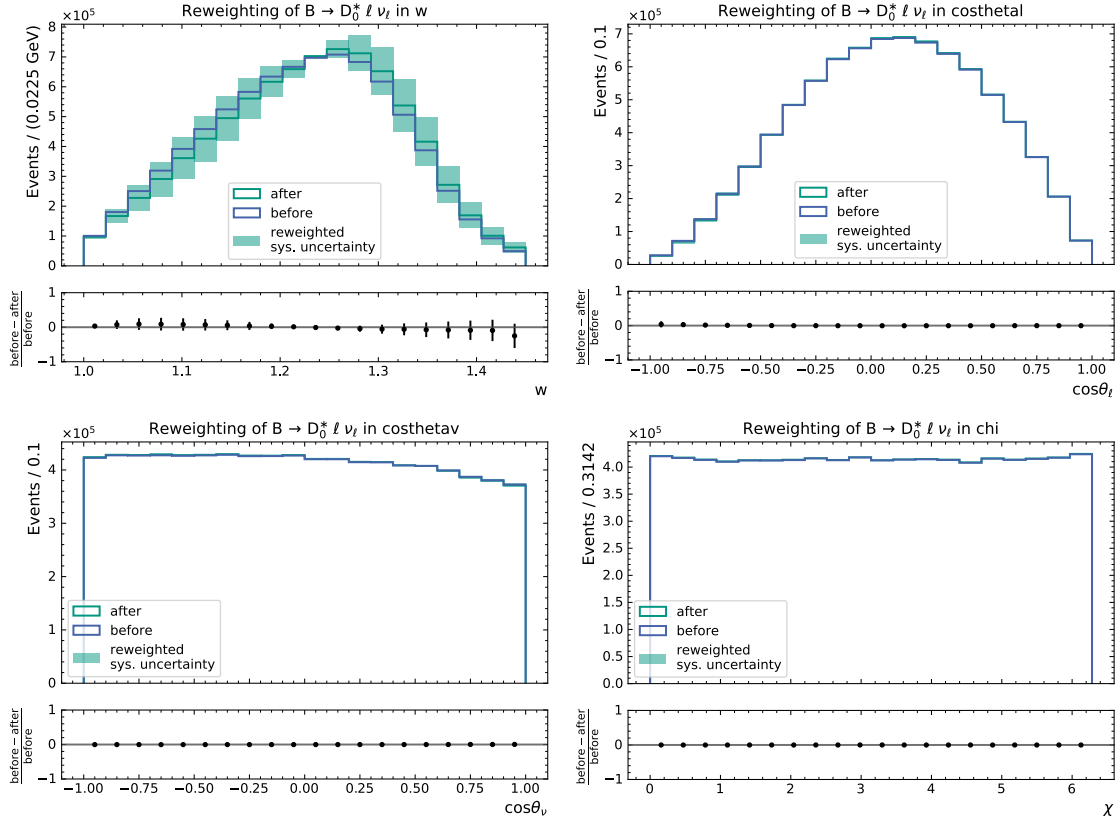 Reweighting of B → D₀* ℓ ν_ℓ in w
×10⁵
Events / (0.0225 GeV)
8
7
6
5
4
3
2
1
0
after
before
reweighted
sys. uncertainty
before − after
before
1
0
−1
1.0 1.1 1.2 1.3 1.4
w
Reweighting of B → D₀* ℓ ν_ℓ in costhetal
×10⁵
Events / 0.1
7
6
5
4
3
2
1
0
after
before
reweighted
sys. uncertainty
before − after
before
1
0
−1
−1.00 −0.75 −0.50 −0.25 0.00 0.25 0.50 0.75 1.00
cosθ_ℓ
Reweighting of B → D₀* ℓ ν_ℓ in costhetav
×10⁵
Events / 0.1
4
3
2
1
0
after
before
reweighted
sys. uncertainty
before − after
before
1
0
−1
−1.00 −0.75 −0.50 −0.25 0.00 0.25 0.50 0.75 1.00
cosθ_ν
Reweighting of B → D₀* ℓ ν_ℓ in chi
×10⁵
Events / 0.3142
4.0
3.5
3.0
2.5
2.0
1.5
1.0
0.5
0.0
after
before
reweighted
sys. uncertainty
before − after
before
1
0
−1
0 1 2 3 4 5 6
χ